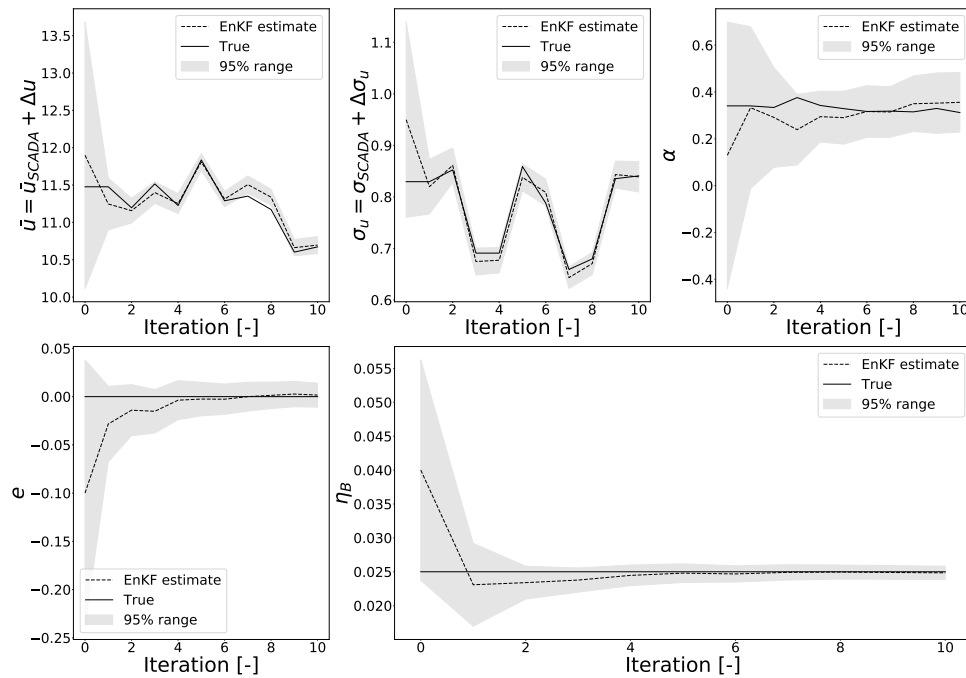 ū = ū_SCADA + Δu
13.5
13.0
12.5
12.0
11.5
11.0
10.5
10.0
EnKF estimate
True
95% range
0 2 4 6 8 10
Iteration [-]
σ_u = σ_SCADA + Δσ_u
1.1
1.0
0.9
0.8
0.7
0.6
EnKF estimate
True
95% range
0 2 4 6 8 10
Iteration [-]
α
0.6
0.4
0.2
0.0
−0.2
−0.4
EnKF estimate
True
95% range
0 2 4 6 8 10
Iteration [-]
e
0.05
0.00
−0.05
−0.10
−0.15
−0.20
−0.25
EnKF estimate
True
95% range
0 2 4 6 8 10
Iteration [-]
η_B
0.055
0.050
0.045
0.040
0.035
0.030
0.025
0.020
EnKF estimate
True
95% range
0 2 4 6 8 10
Iteration [-]